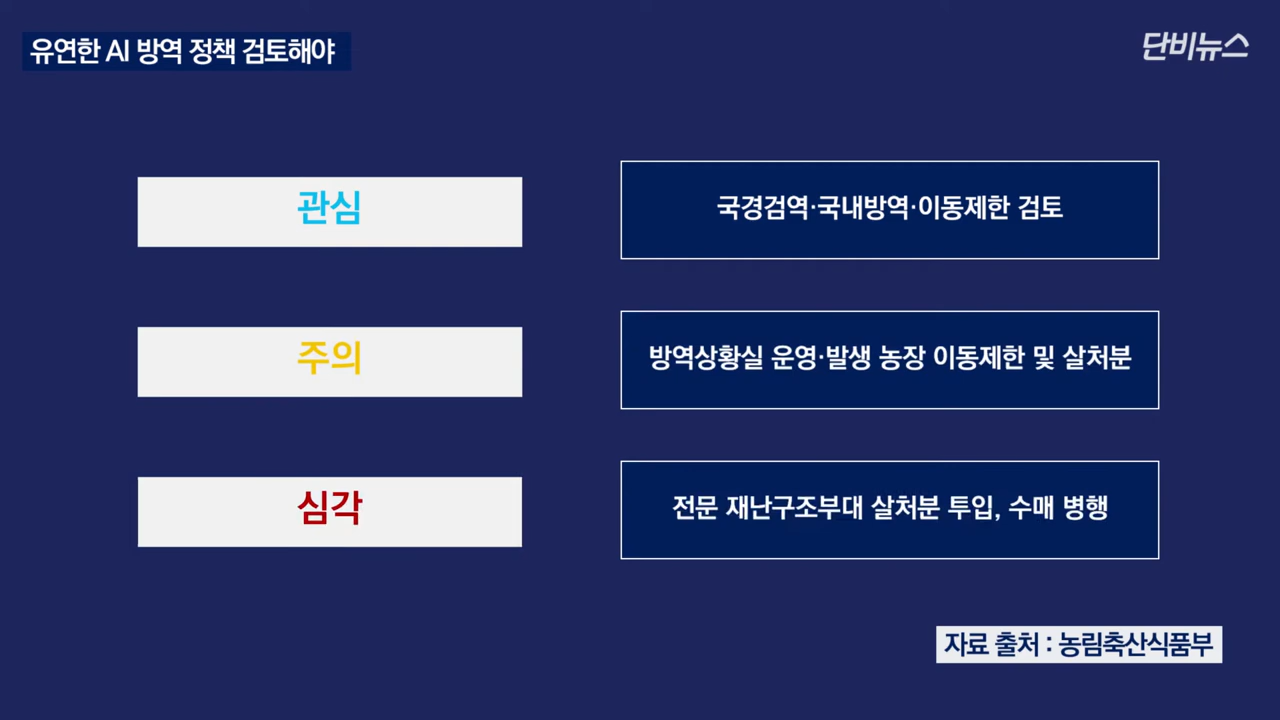 유연한 AI 방역 정책 검토해야
단비뉴스
관심
국경검역·국내방역·이동제한 검토
주의
방역상황실 운영·발생 농장 이동제한 및 살처분
심각
전문 재난구조부대 살처분 투입, 수매 병행
자료 출처 : 농림축산식품부